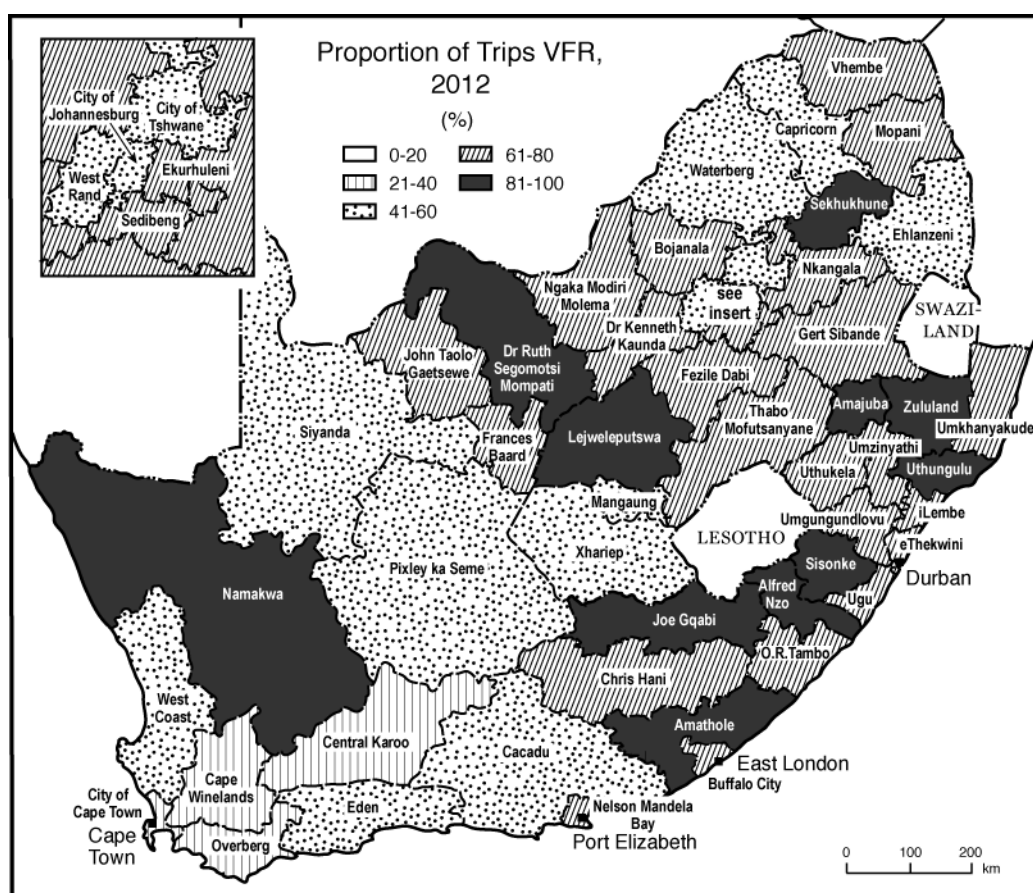 Proportion of Trips VFR,
2012
(%)
0-20
21-40
41-60
61-80
81-100
City of
Johannesburg
City of
Tshwane
West
Rand
Ekurhuleni
Sedibeng
Vhembe
Capricorn
Mopani
Waterberg
Sekhukhune
Ehlanzeni
Bojanala
Nkangala
Ngaka Modiri
Molema
see
insert
SWAZI-
LAND
Dr Kenneth
Kaunda
Gert Sibande
John Taolo
Gaetsewe
Dr Ruth
Segomotsi
Mompati
Fezile Dabi
Thabo
Mofutsanyane
Amajuba
Zululand
Umkhanyakude
Siyanda
Frances
Baard
Lejweleputswa
Umzinyathi
Uthukela
Uthungulu
Mangaung
Umgungundlovu
iLembe
Xhariep
LESOTHO
eThekwini
Durban
Pixley ka Seme
Sisonke
Namakwa
Alfred
Nzo
Ugu
Joe Gqabi
O.R.Tambo
Chris Hani
West
Coast
Central Karoo
Cacadu
Amathole
East London
Buffalo City
Cape
Winelands
City of
Cape Town
Cape
Town
Eden
Overberg
Nelson Mandela
Bay
Port Elizabeth
0 100 200
km